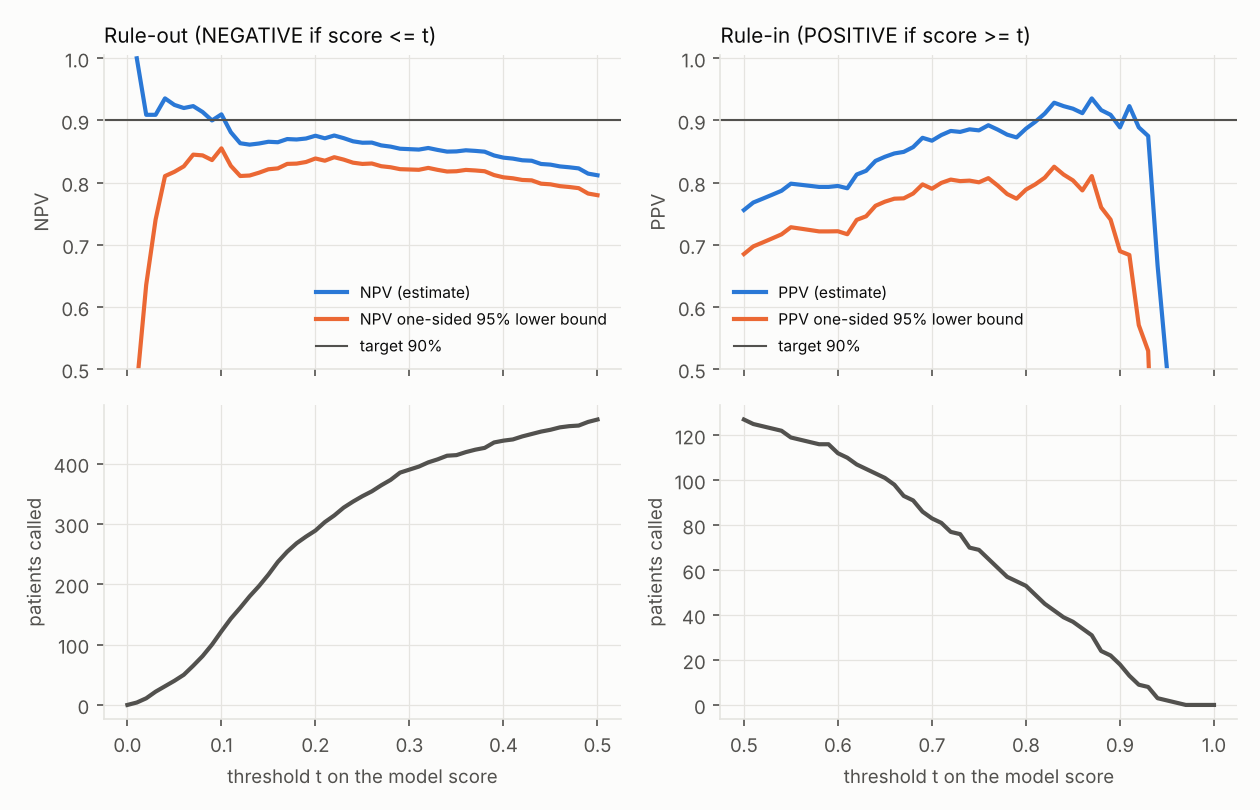 Rule-out (NEGATIVE if score <= t)
1.0
0.9
0.8
0.7
0.6
0.5
NPV
NPV (estimate)
NPV one-sided 95% lower bound
target 90%
Rule-in (POSITIVE if score >= t)
1.0
0.9
0.8
0.7
0.6
0.5
PPV
PPV (estimate)
PPV one-sided 95% lower bound
target 90%
400
300
200
100
0
patients called
0.0
0.1
0.2
0.3
0.4
0.5
threshold t on the model score
120
100
80
60
40
20
0
patients called
0.5
0.6
0.7
0.8
0.9
1.0
threshold t on the model score